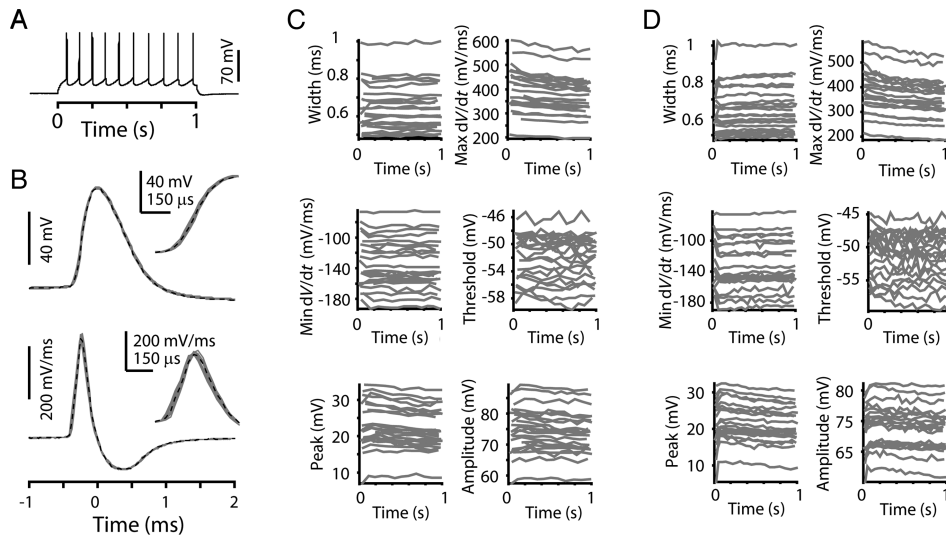 A
70 mV
0
1
Time (s)
B
40 mV
40 mV
150 μs
200 mV/ms
200 mV/ms
150 μs
-1
0
1
2
Time (ms)
C
Width (ms)
1
0.8
0.6
0
1
Time (s)
Max dV/dt (mV/ms)
600
500
400
300
200
0
1
Time (s)
Min dV/dt (mV/ms)
-100
-140
-180
0
1
Time (s)
Threshold (mV)
-46
-50
-54
-58
0
1
Time (s)
Peak (mV)
30
20
10
0
1
Time (s)
Amplitude (mV)
80
70
60
0
1
Time (s)
D
Width (ms)
1
0.8
0.6
0
1
Time (s)
Max dV/dt (mV/ms)
500
400
300
200
0
1
Time (s)
Min dV/dt (mV/ms)
-100
-140
-180
0
1
Time (s)
Threshold (mV)
-45
-50
-55
0
1
Time (s)
Peak (mV)
30
20
10
0
1
Time (s)
Amplitude (mV)
80
75
65
0
1
Time (s)